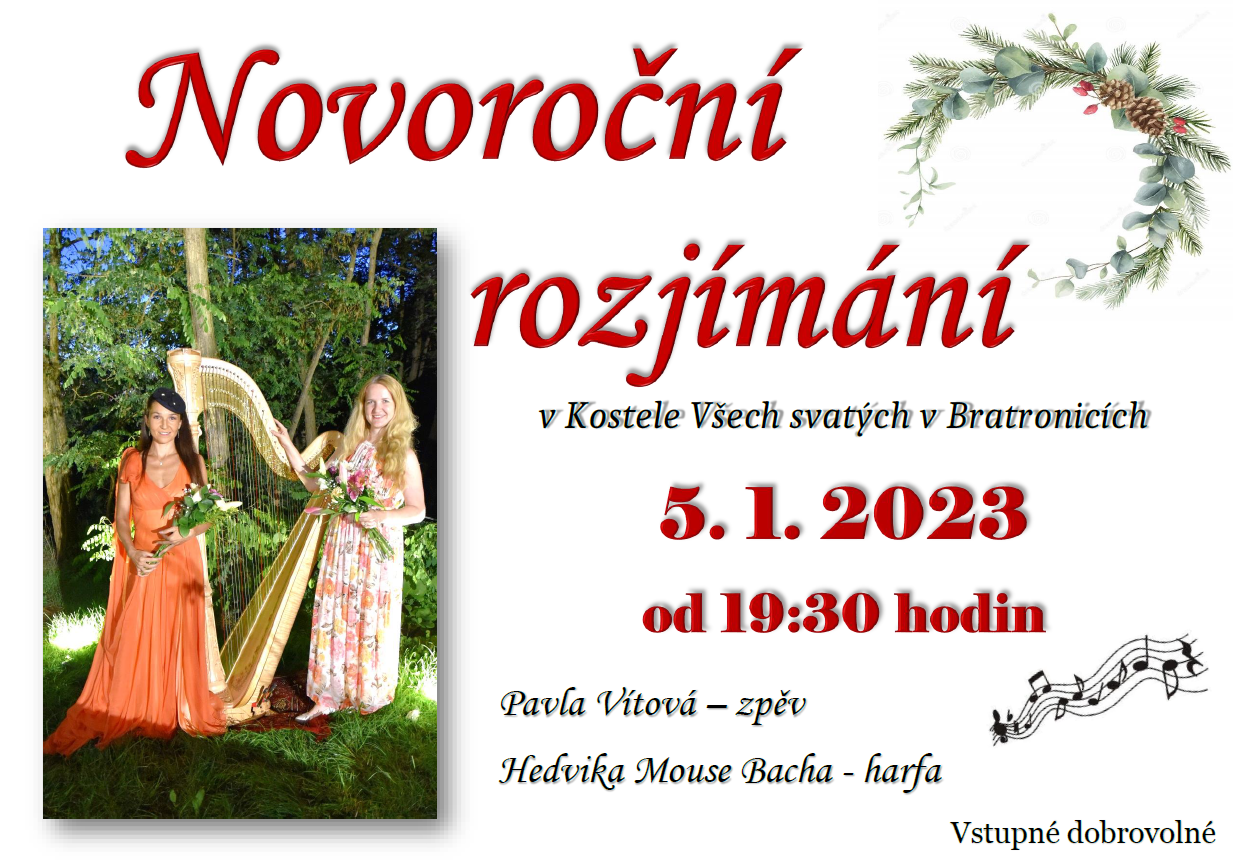 Novoroční
rozjímání
v Kostele Všech svatých v Bratronicích
5. 1. 2023
od 19:30 hodin
Pavla Vítová – zpěv
Hedvika Mouse Bacha - harfa
Vstupné dobrovolné